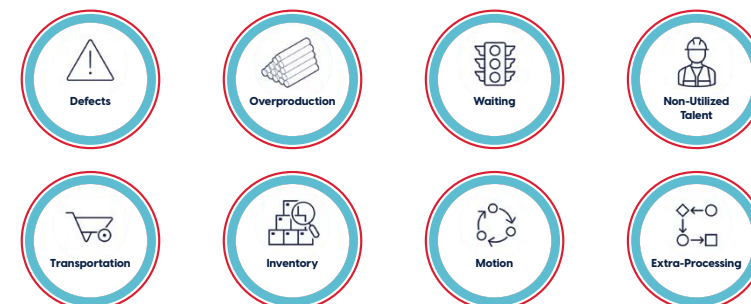 Defects
Overproduction
Waiting
Non-Utilized
Talent
Transportation
Inventory
Motion
Extra-Processing